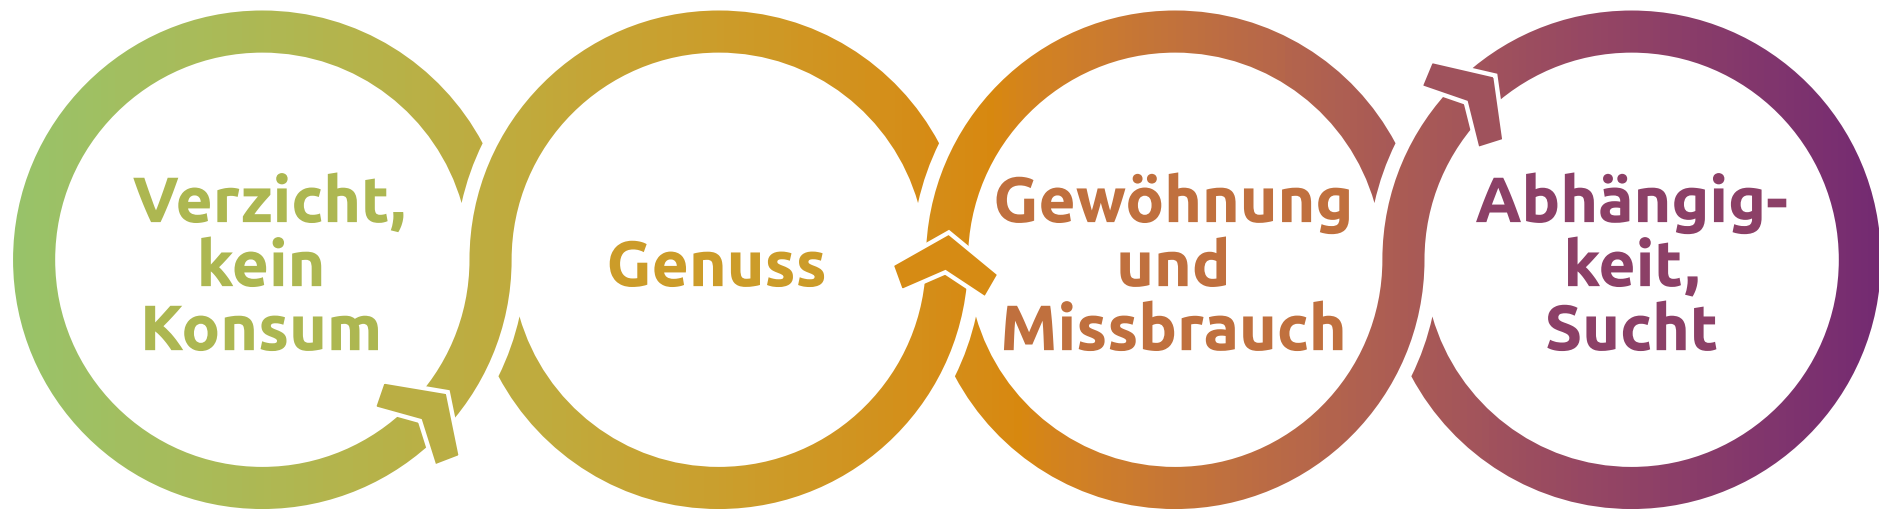 Verzicht,
kein
Konsum
Genuss
Gewöhnung
und
Missbrauch
Abhängig-
keit,
Sucht